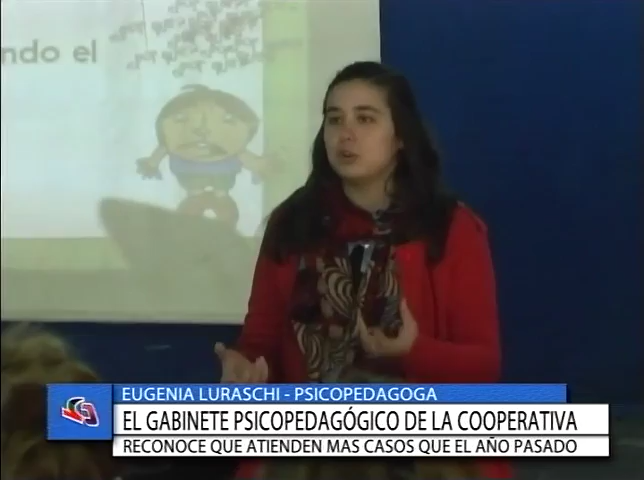 ndo el
EUGENIA LURASCHI - PSICOPEDAGOGA
EL GABINETE PSICOPEDAGÓGICO DE LA COOPERATIVA
RECONOCE QUE ATIENDEN MAS CASOS QUE EL AÑO PASADO